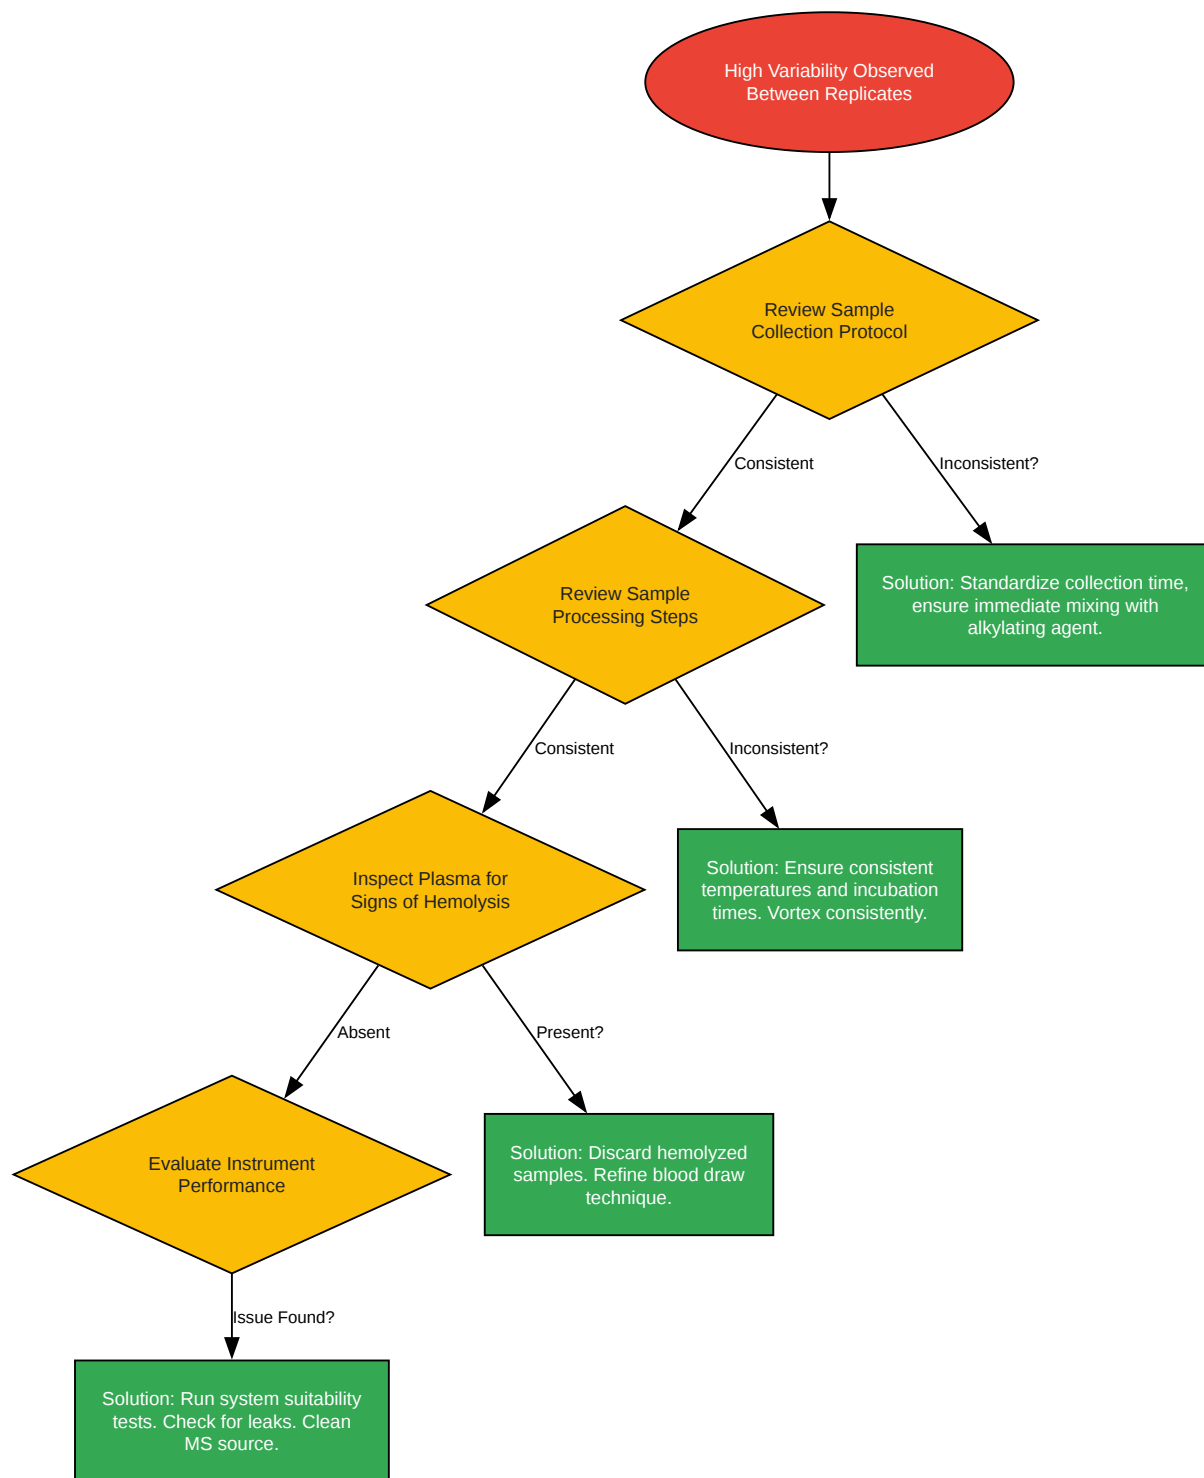 High Variability Observed
Between Replicates
Review Sample
Collection Protocol
Consistent
Inconsistent?
Review Sample
Processing Steps
Solution: Standardize collection time,
ensure immediate mixing with
alkylating agent.
Consistent
Inconsistent?
Inspect Plasma for
Signs of Hemolysis
Solution: Ensure consistent
temperatures and incubation
times. Vortex consistently.
Absent
Present?
Evaluate Instrument
Performance
Solution: Discard hemolyzed
samples. Refine blood draw
technique.
Issue Found?
Solution: Run system suitability
tests. Check for leaks. Clean
MS source.